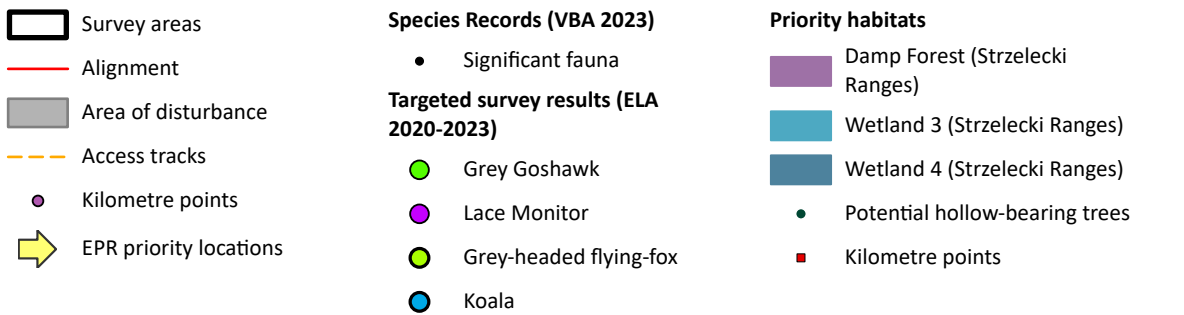 Survey areas
Alignment
Area of disturbance
Access tracks
Kilometre points
EPR priority locations
Species Records (VBA 2023)
Significant fauna
Targeted survey results (ELA
2020-2023)
Grey Goshawk
Lace Monitor
Grey-headed flying-fox
Koala
Priority habitats
Damp Forest (Strzelecki
Ranges)
Wetland 3 (Strzelecki Ranges)
Wetland 4 (Strzelecki Ranges)
Potential hollow-bearing trees
Kilometre points